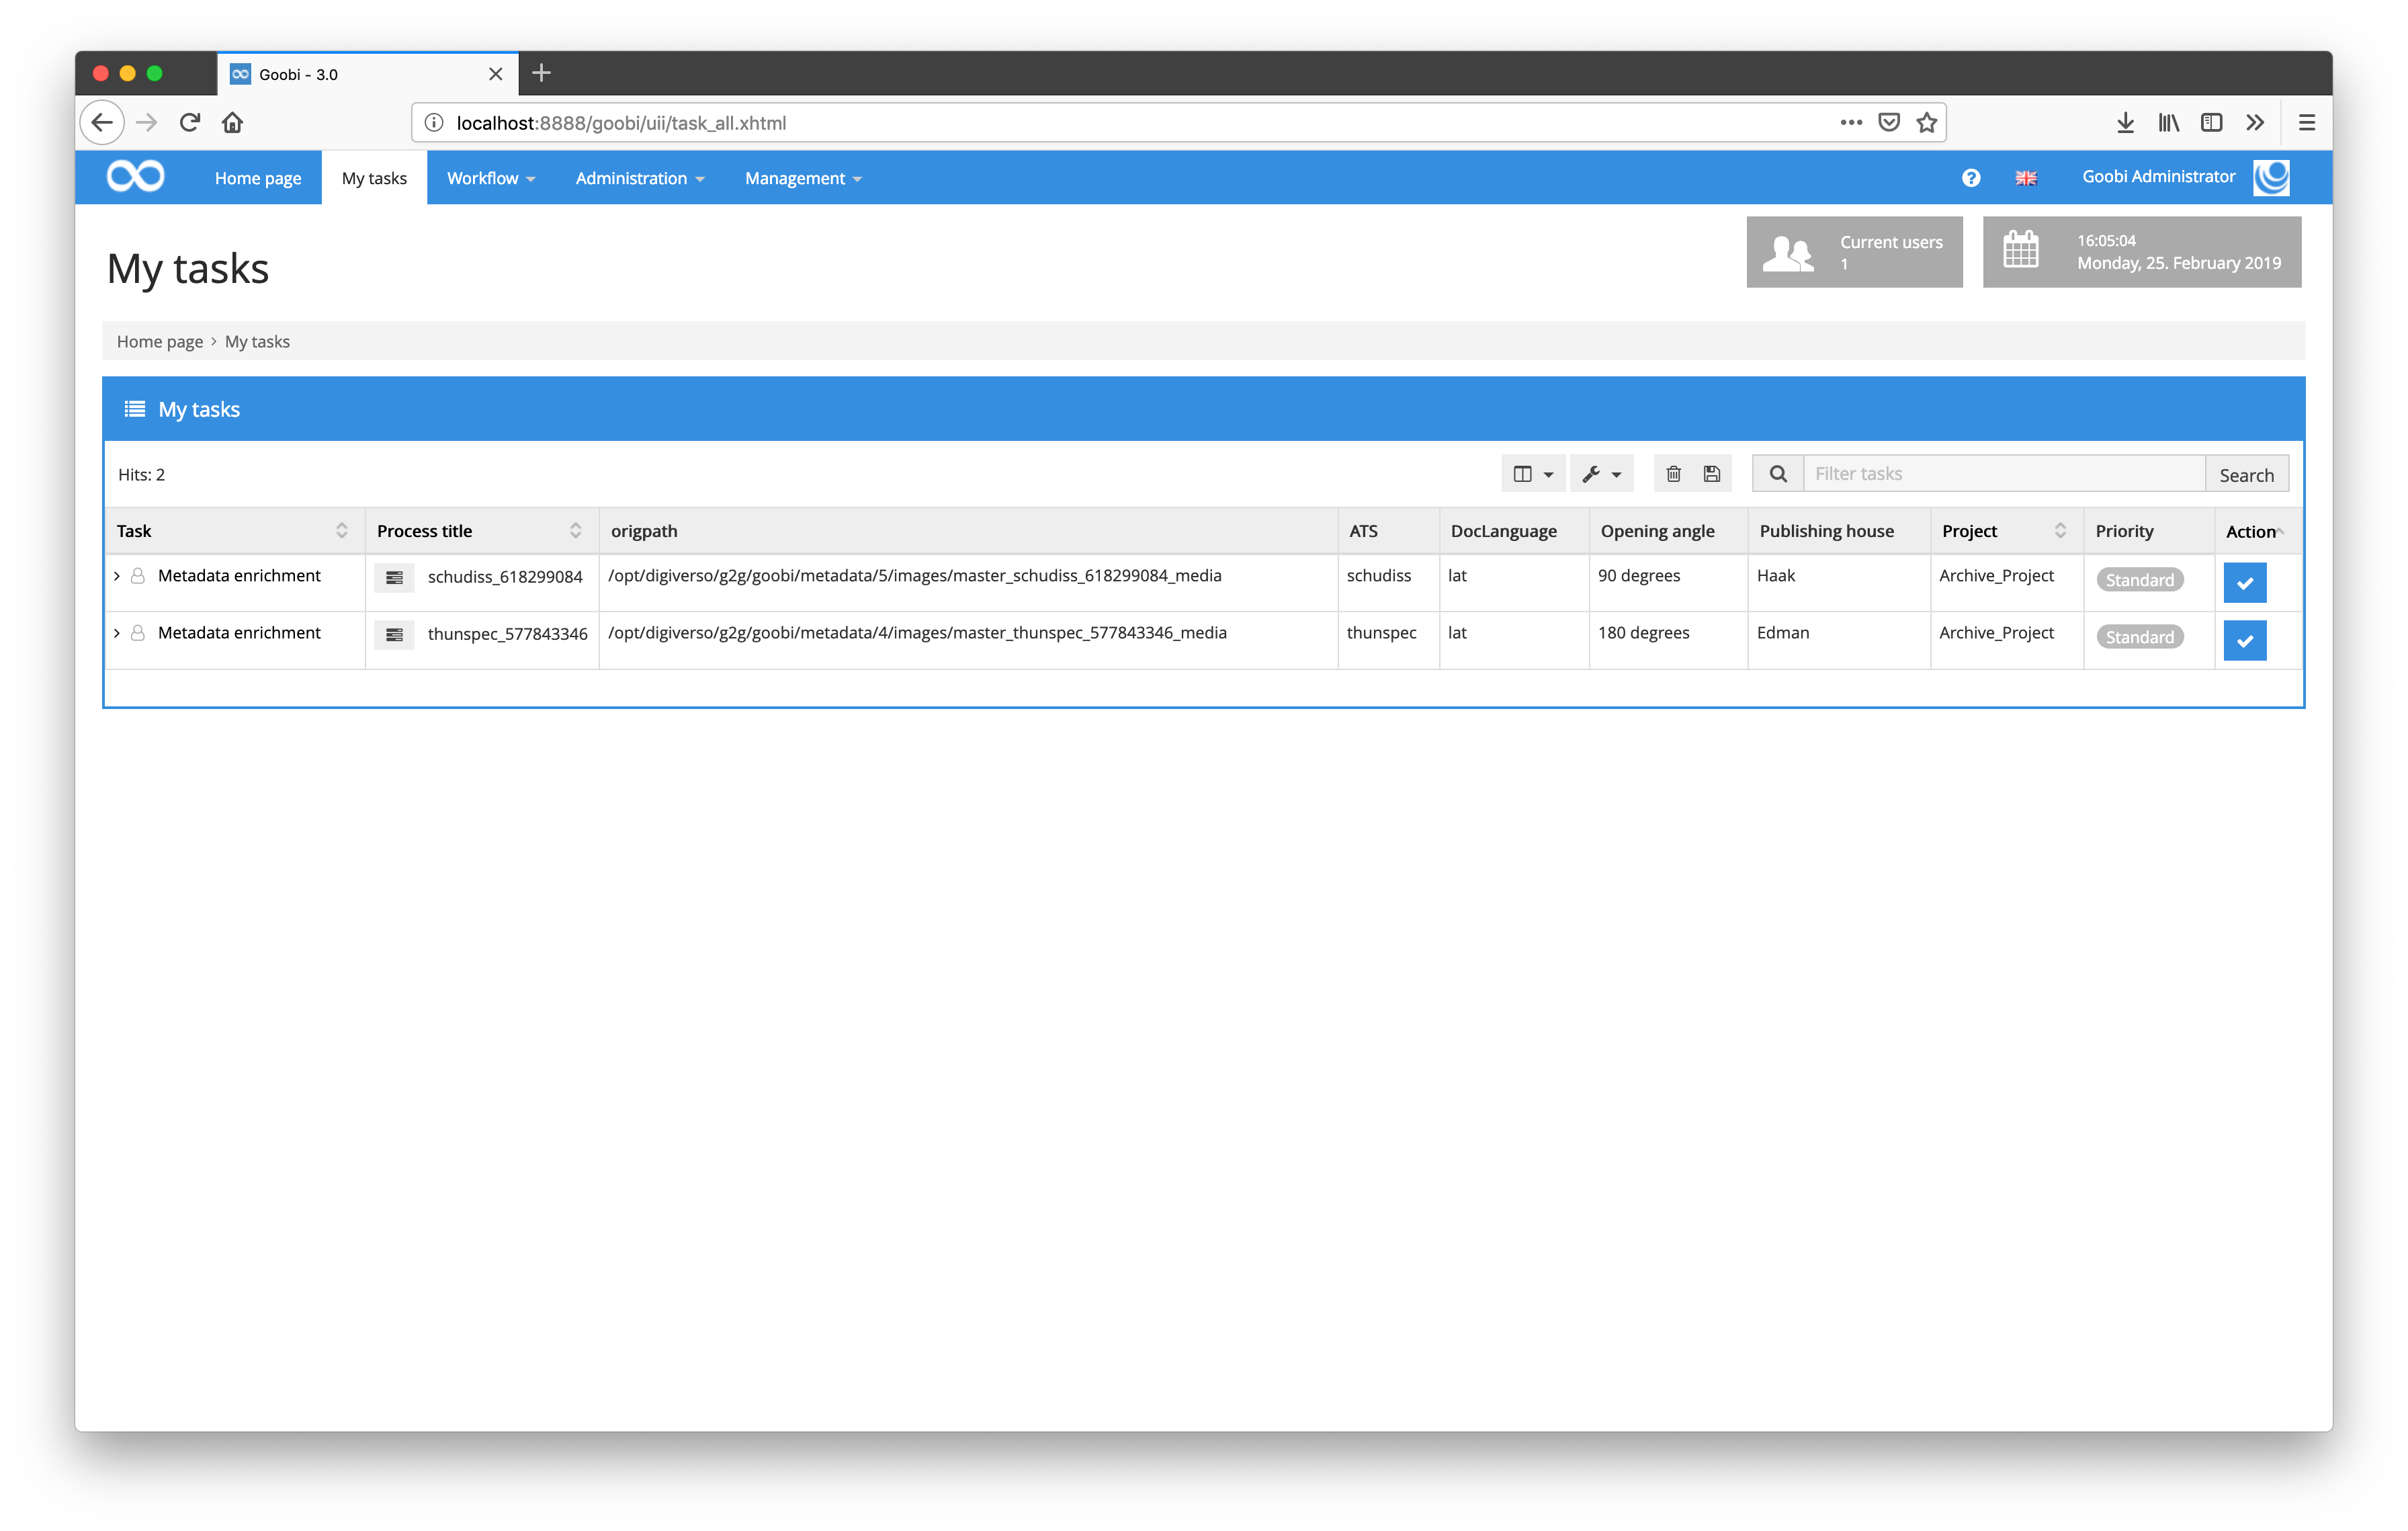 Goobi - 3.0
localhost:8888/goobi/uii/task_all.xhtml
Home page My tasks Workflow Administration Management Goobi Administrator
My tasks
Current users
1
16:05:04
Monday, 25. February 2019
Home page › My tasks
My tasks
Hits: 2 Filter tasks Search
Task Process title origpath ATS DocLanguage Opening angle Publishing house Project Priority Action
Metadata enrichment schudiss_618299084 /opt/digiverso/g2g/goobi/metadata/5/images/master_schudiss_618299084_media schudiss lat 90 degrees Haak Archive_Project Standard
Metadata enrichment thunspec_577843346 /opt/digiverso/g2g/goobi/metadata/4/images/master_thunspec_577843346_media thunspec lat 180 degrees Edman Archive_Project Standard